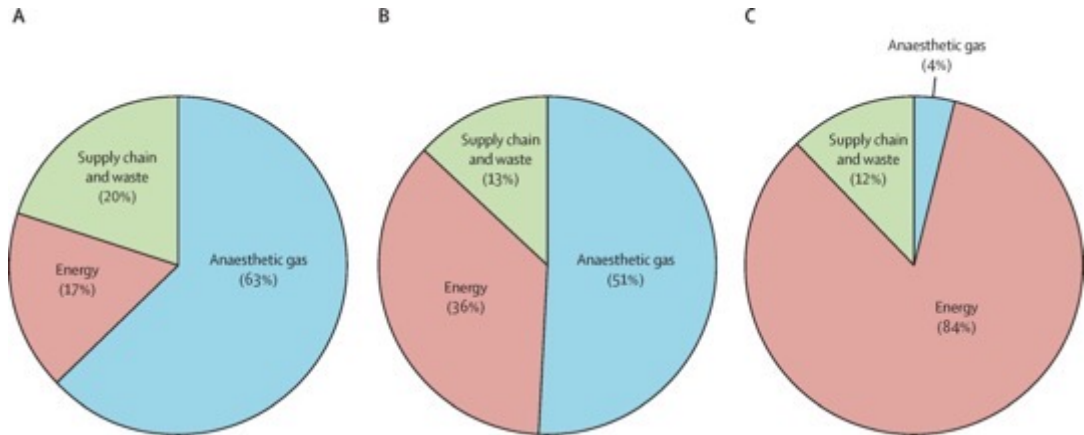 A
Supply chain
and waste
(20%)
Energy
(17%)
Anaesthetic gas
(63%)
B
Supply chain
and waste
(13%)
Energy
(36%)
Anaesthetic gas
(51%)
C
Anaesthetic gas
(4%)
Supply chain
and waste
(12%)
Energy
(84%)